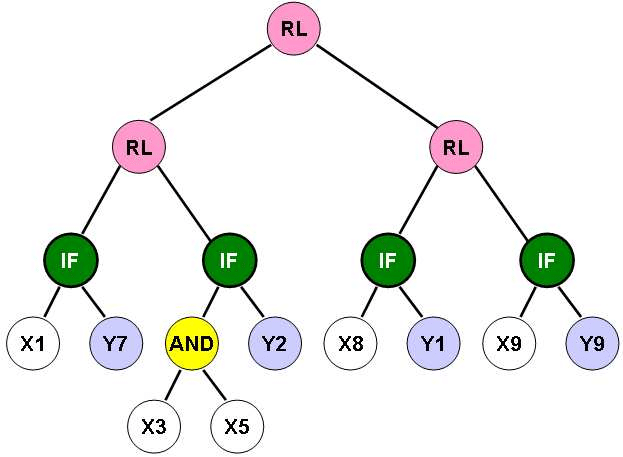 RL
RL RL
IF IF IF IF
X1 Y7 AND Y2 X8 Y1 X9 Y9
X3 X5